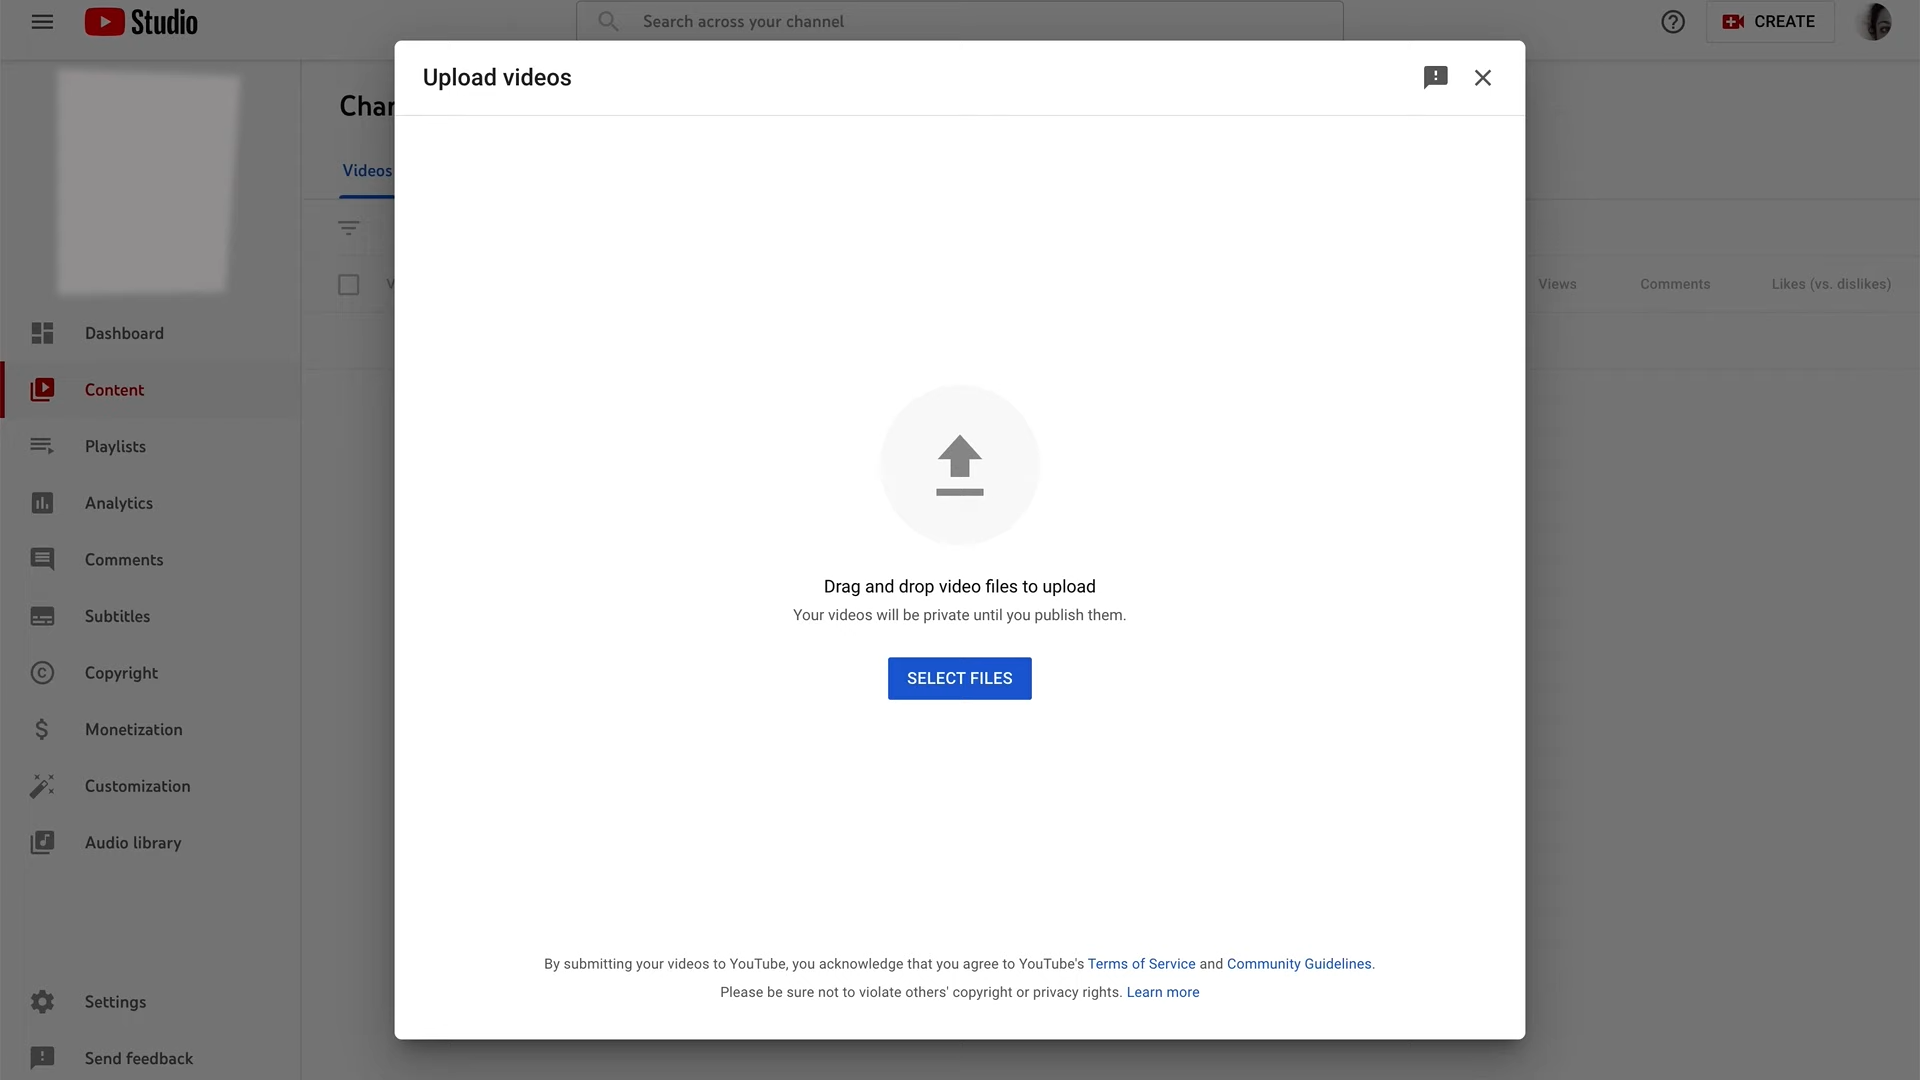 Studio
Search across your channel
CREATE
Upload videos
Videos
Views
Comments
Likes (vs. dislikes)
Dashboard
Content
Playlists
Analytics
Comments
Subtitles
Copyright
Monetization
Customization
Audio library
Settings
Send feedback
Drag and drop video files to upload
Your videos will be private until you publish them.
SELECT FILES
By submitting your videos to YouTube, you acknowledge that you agree to YouTube's Terms of Service and Community Guidelines.
Please be sure not to violate others' copyright or privacy rights. Learn more